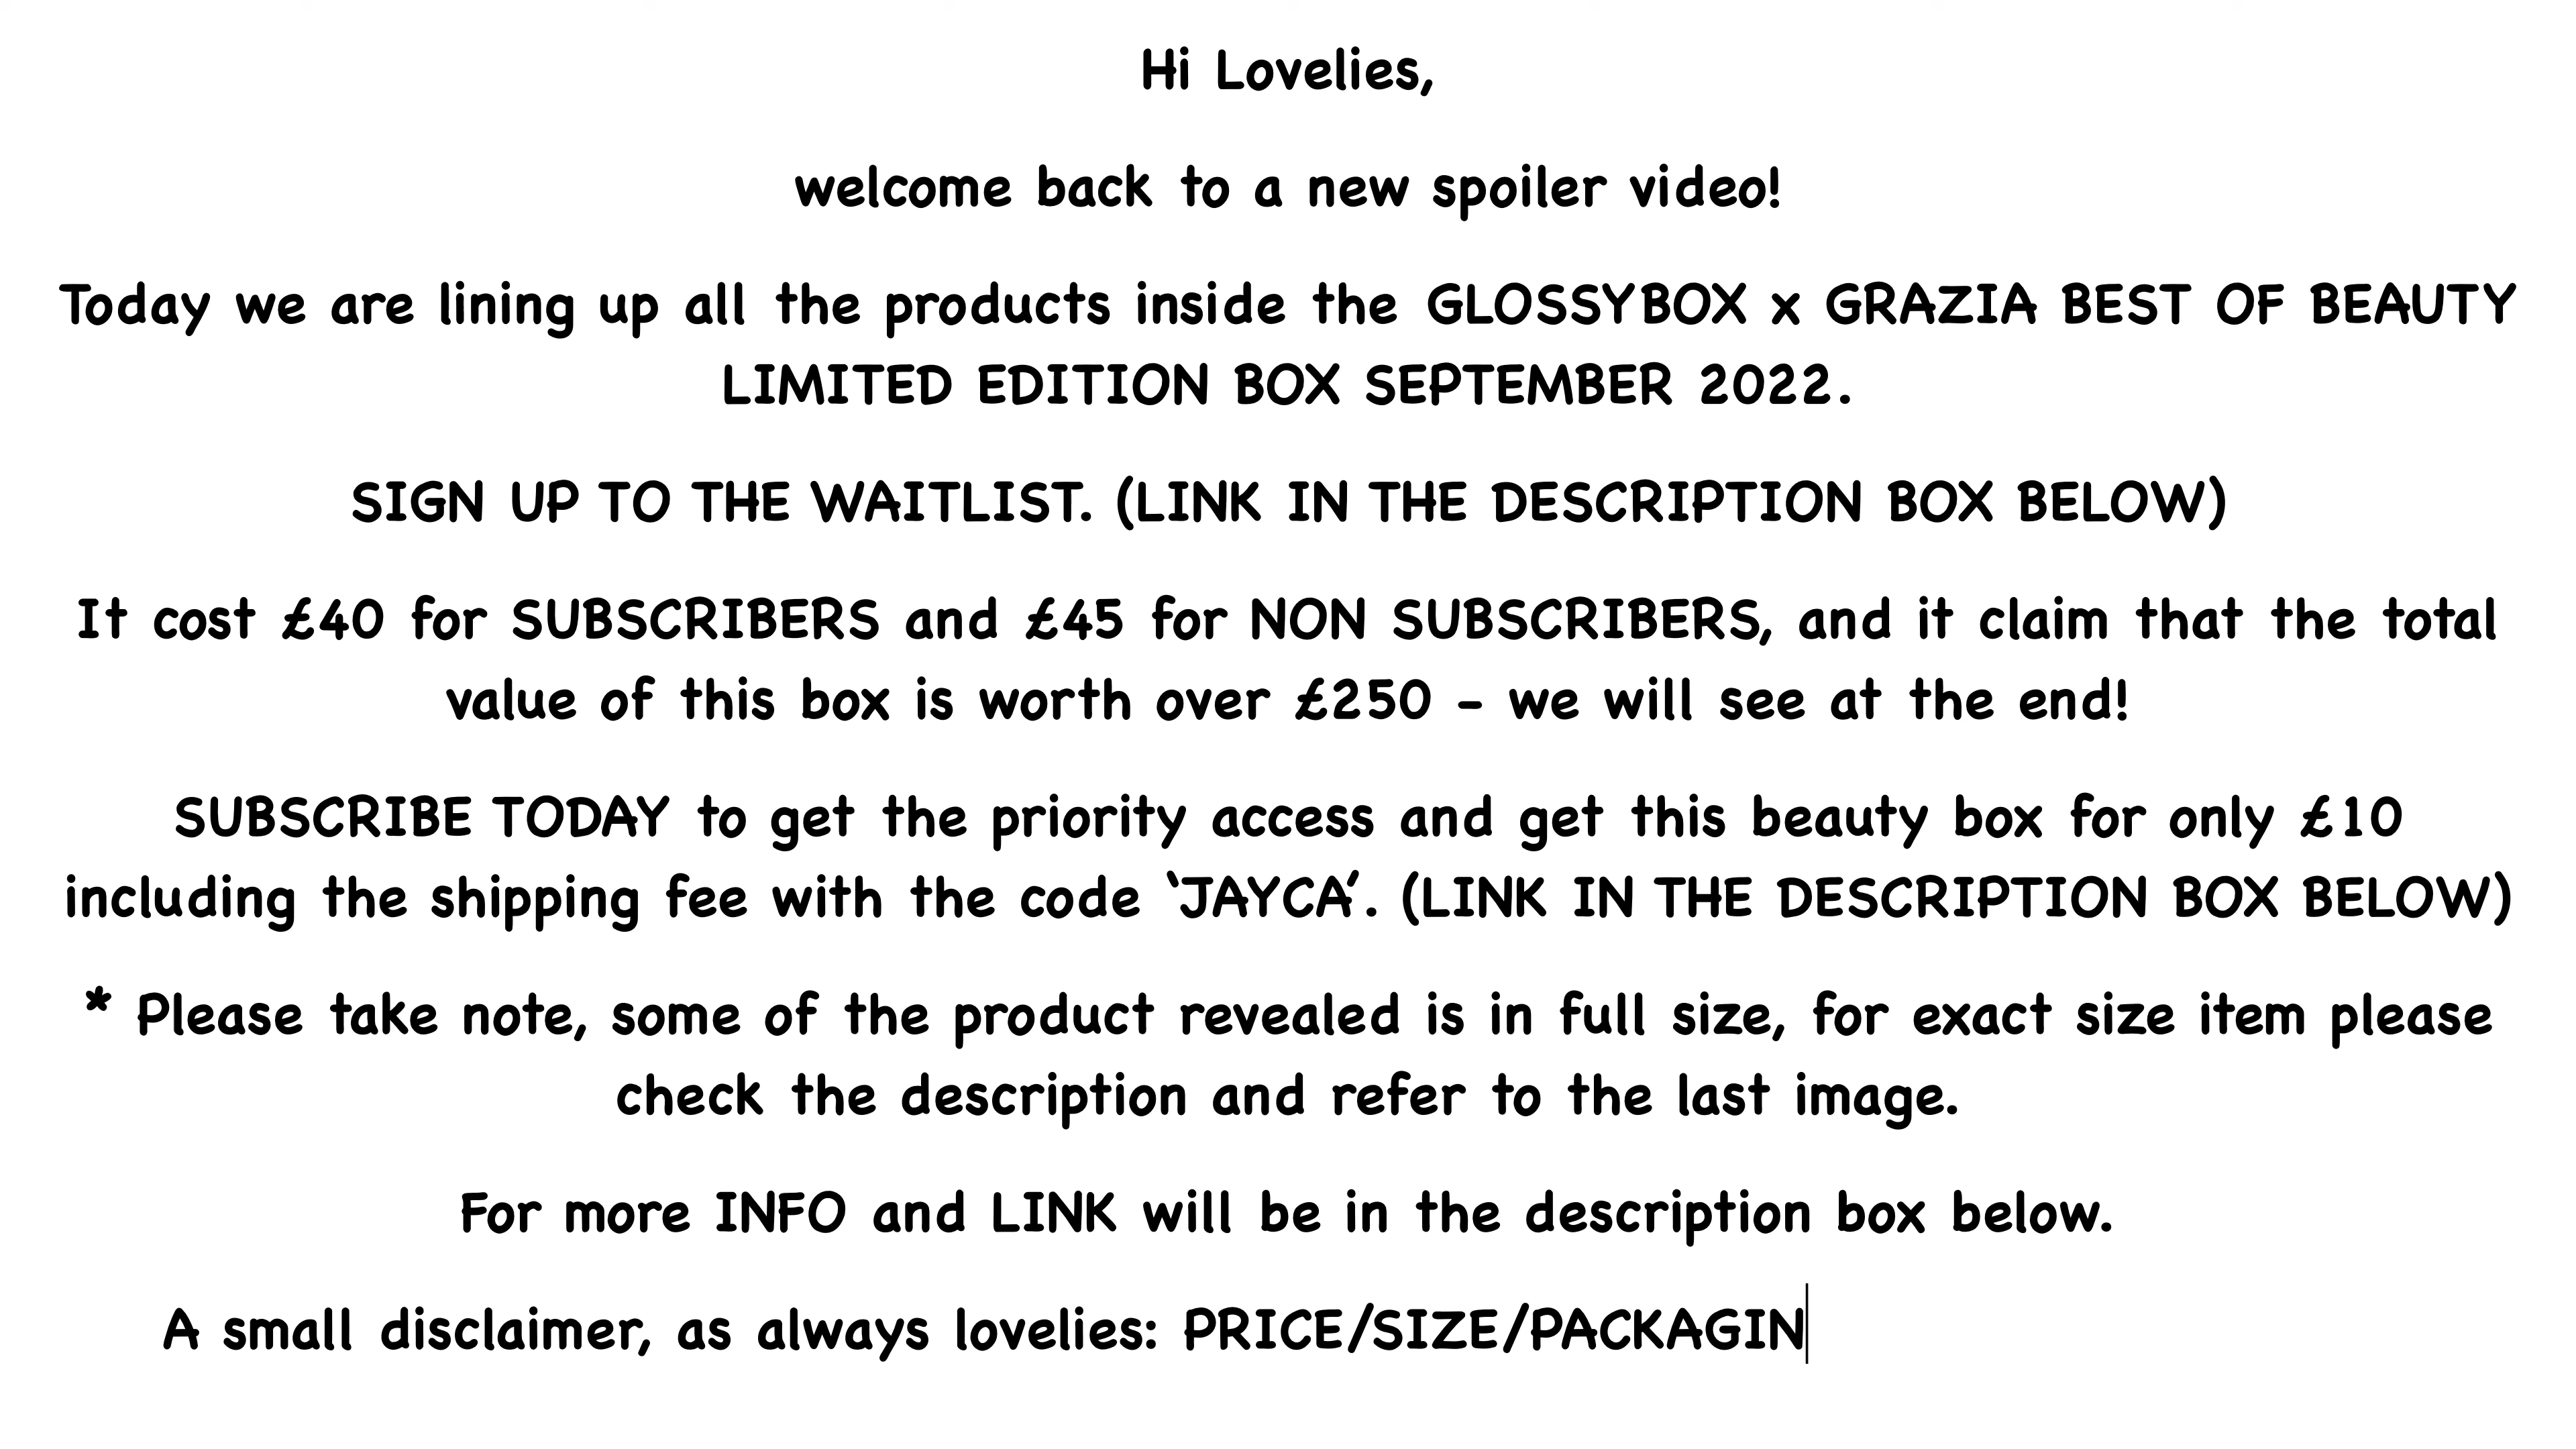 Hi Lovelies,
welcome back to a new spoiler video!
Today we are lining up all the products inside the GLOSSYBOX x GRAZIA BEST OF BEAUTY
LIMITED EDITION BOX SEPTEMBER 2022.
SIGN UP TO THE WAITLIST. (LINK IN THE DESCRIPTION BOX BELOW)
It cost £40 for SUBSCRIBERS and £45 for NON SUBSCRIBERS, and it claim that the total
value of this box is worth over £250 - we will see at the end!
SUBSCRIBE TODAY to get the priority access and get this beauty box for only £10
including the shipping fee with the code ‘JAYCA’. (LINK IN THE DESCRIPTION BOX BELOW)
* Please take note, some of the product revealed is in full size, for exact size item please
check the description and refer to the last image.
For more INFO and LINK will be in the description box below.
A small disclaimer, as always lovelies: PRICE/SIZE/PACKAGIN